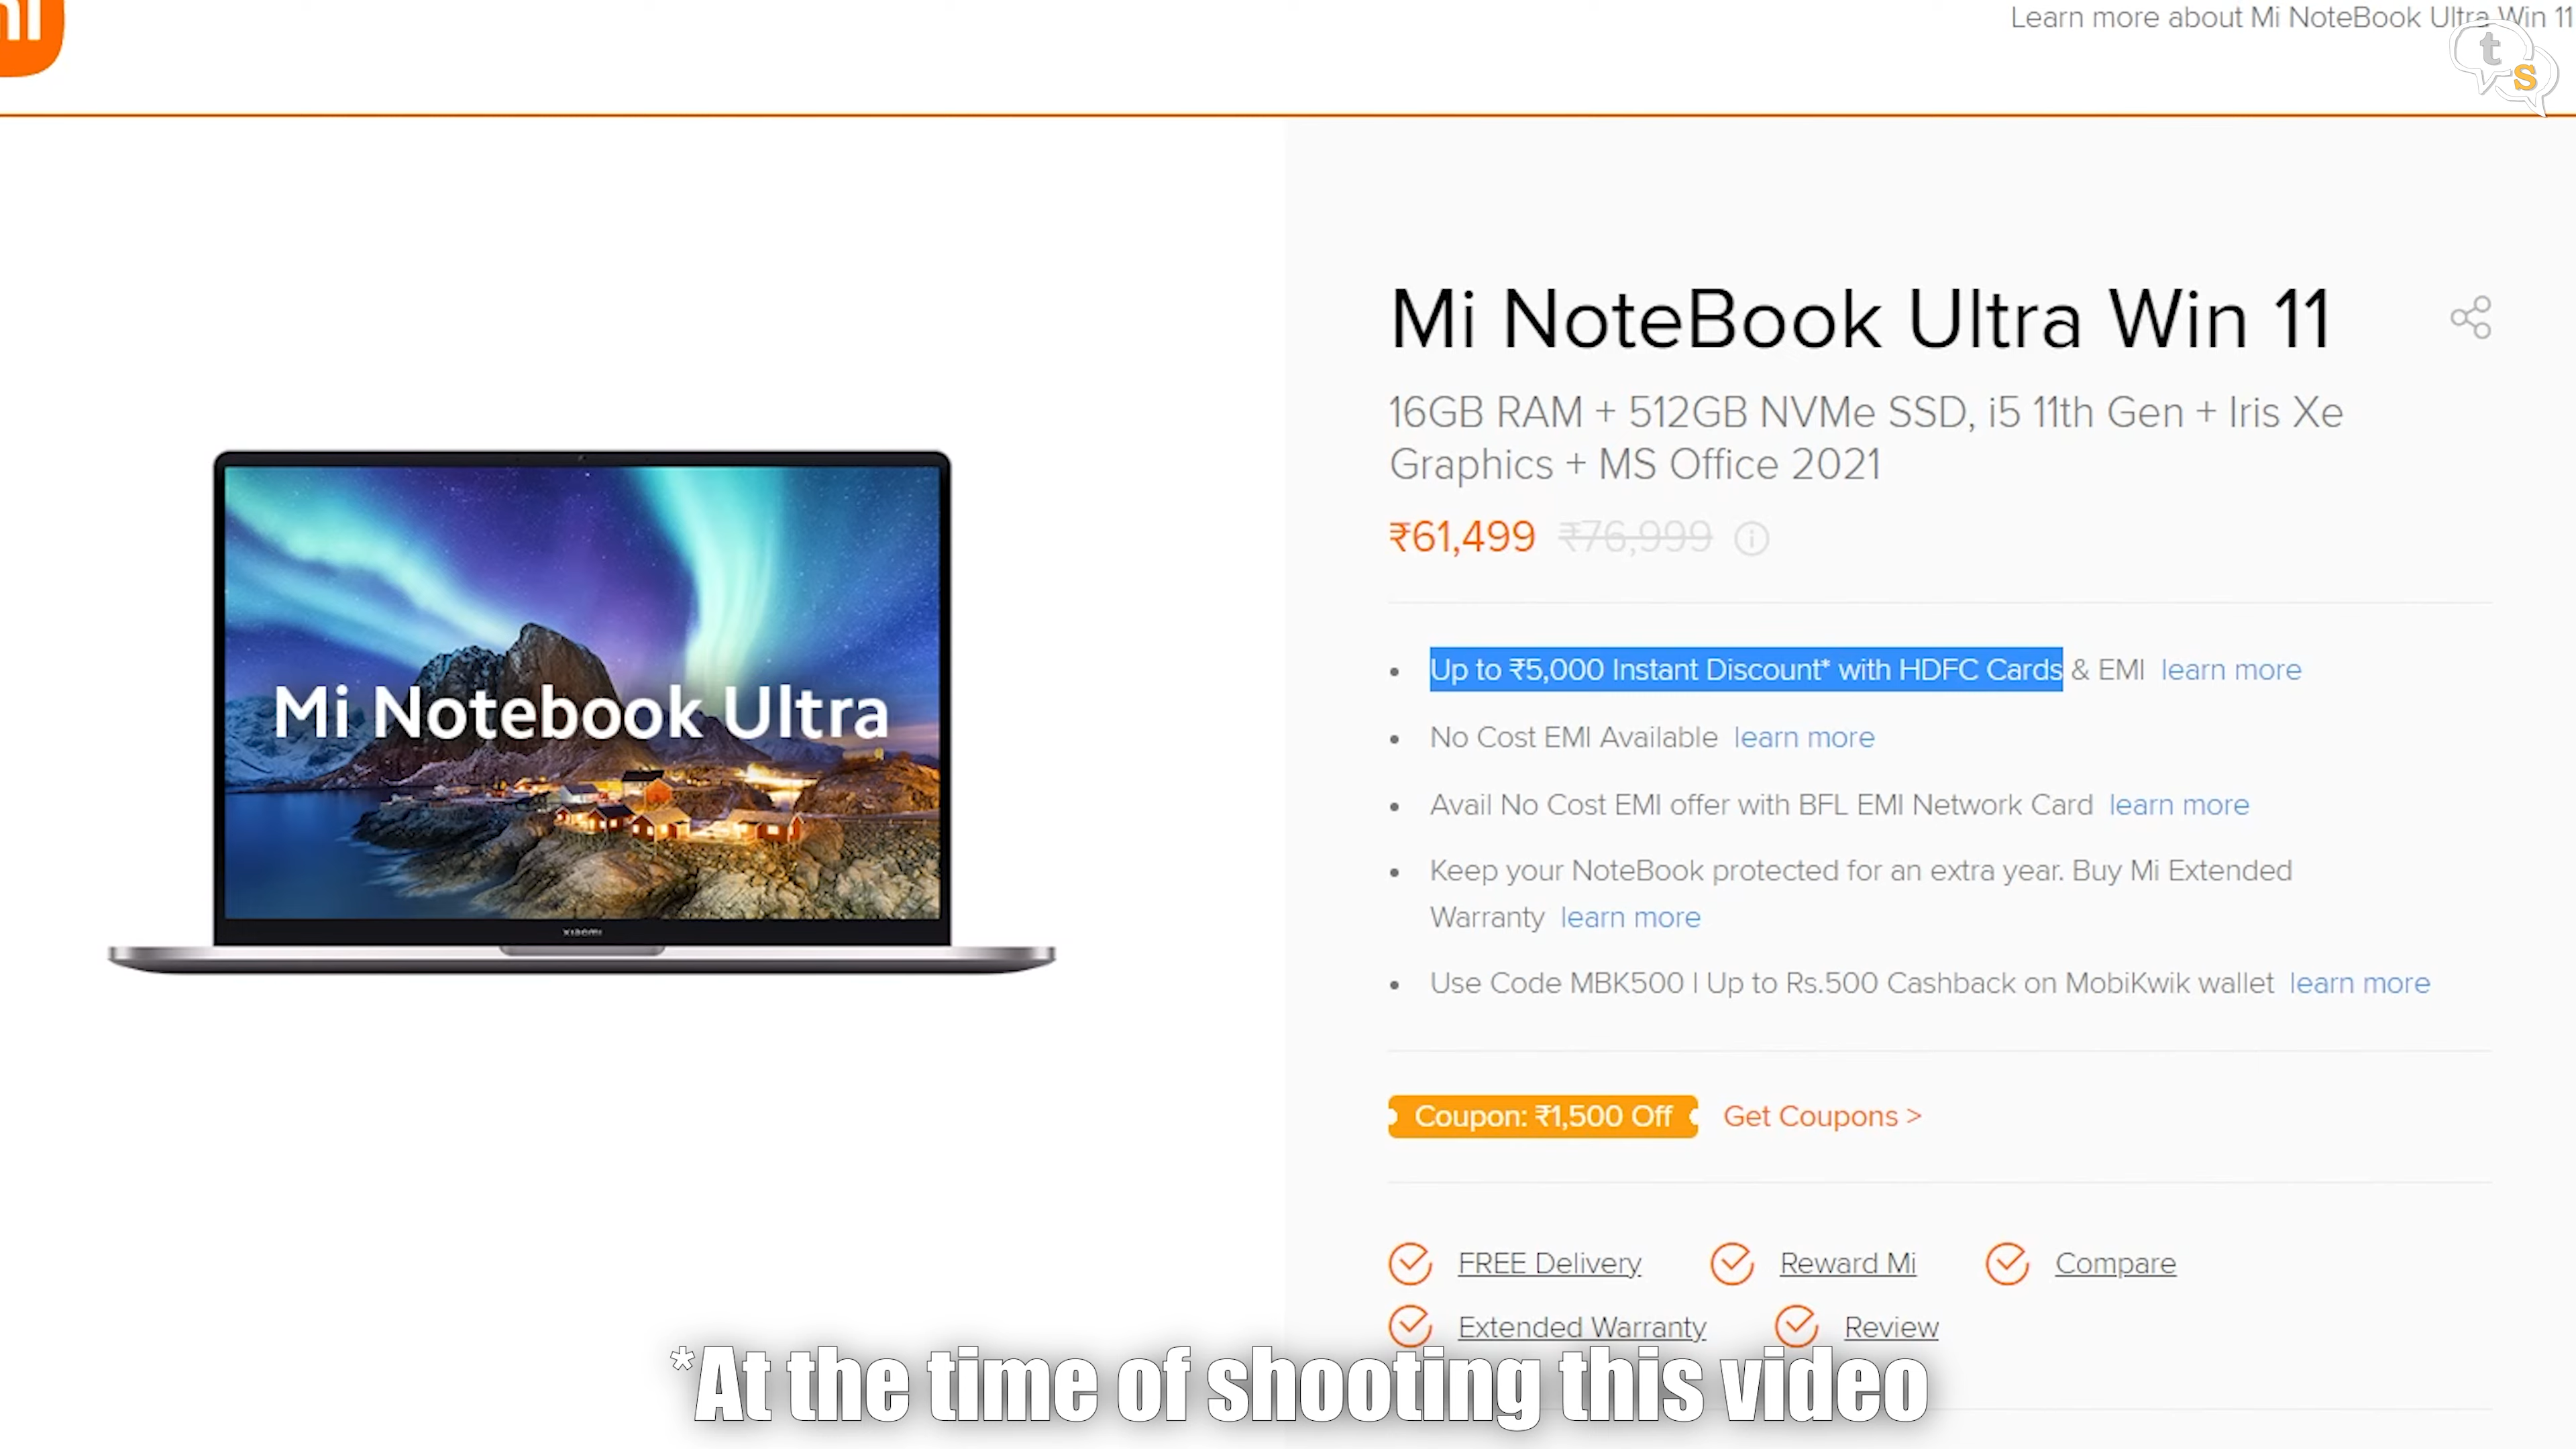 Learn more about Mi NoteBook Ultra Win 11
ts
Mi NoteBook Ultra Win 11
16GB RAM + 512GB NVMe SSD, i5 11th Gen + Iris Xe
Graphics + MS Office 2021
₹61,499 ₹76,999
Mi Notebook Ultra
xiaomi
• Up to ₹5,000 Instant Discount* with HDFC Cards & EMI learn more
• No Cost EMI Available learn more
• Avail No Cost EMI offer with BFL EMI Network Card learn more
• Keep your NoteBook protected for an extra year. Buy Mi Extended
Warranty learn more
• Use Code MBK500 | Up to Rs.500 Cashback on MobiKwik wallet learn more
Coupon: ₹1,500 Off Get Coupons >
FREE Delivery Reward Mi Compare
Extended Warranty Review
*At the time of shooting this video